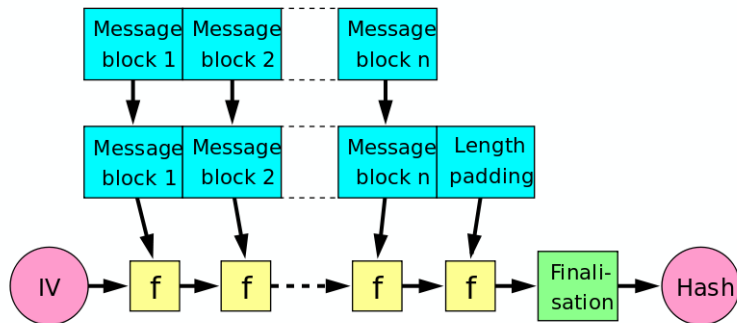 Message Message Message
block 1 block 2 block n
Message Message Message Length
block 1 block 2 block n padding
IV f f f f Finali- Hash
sation